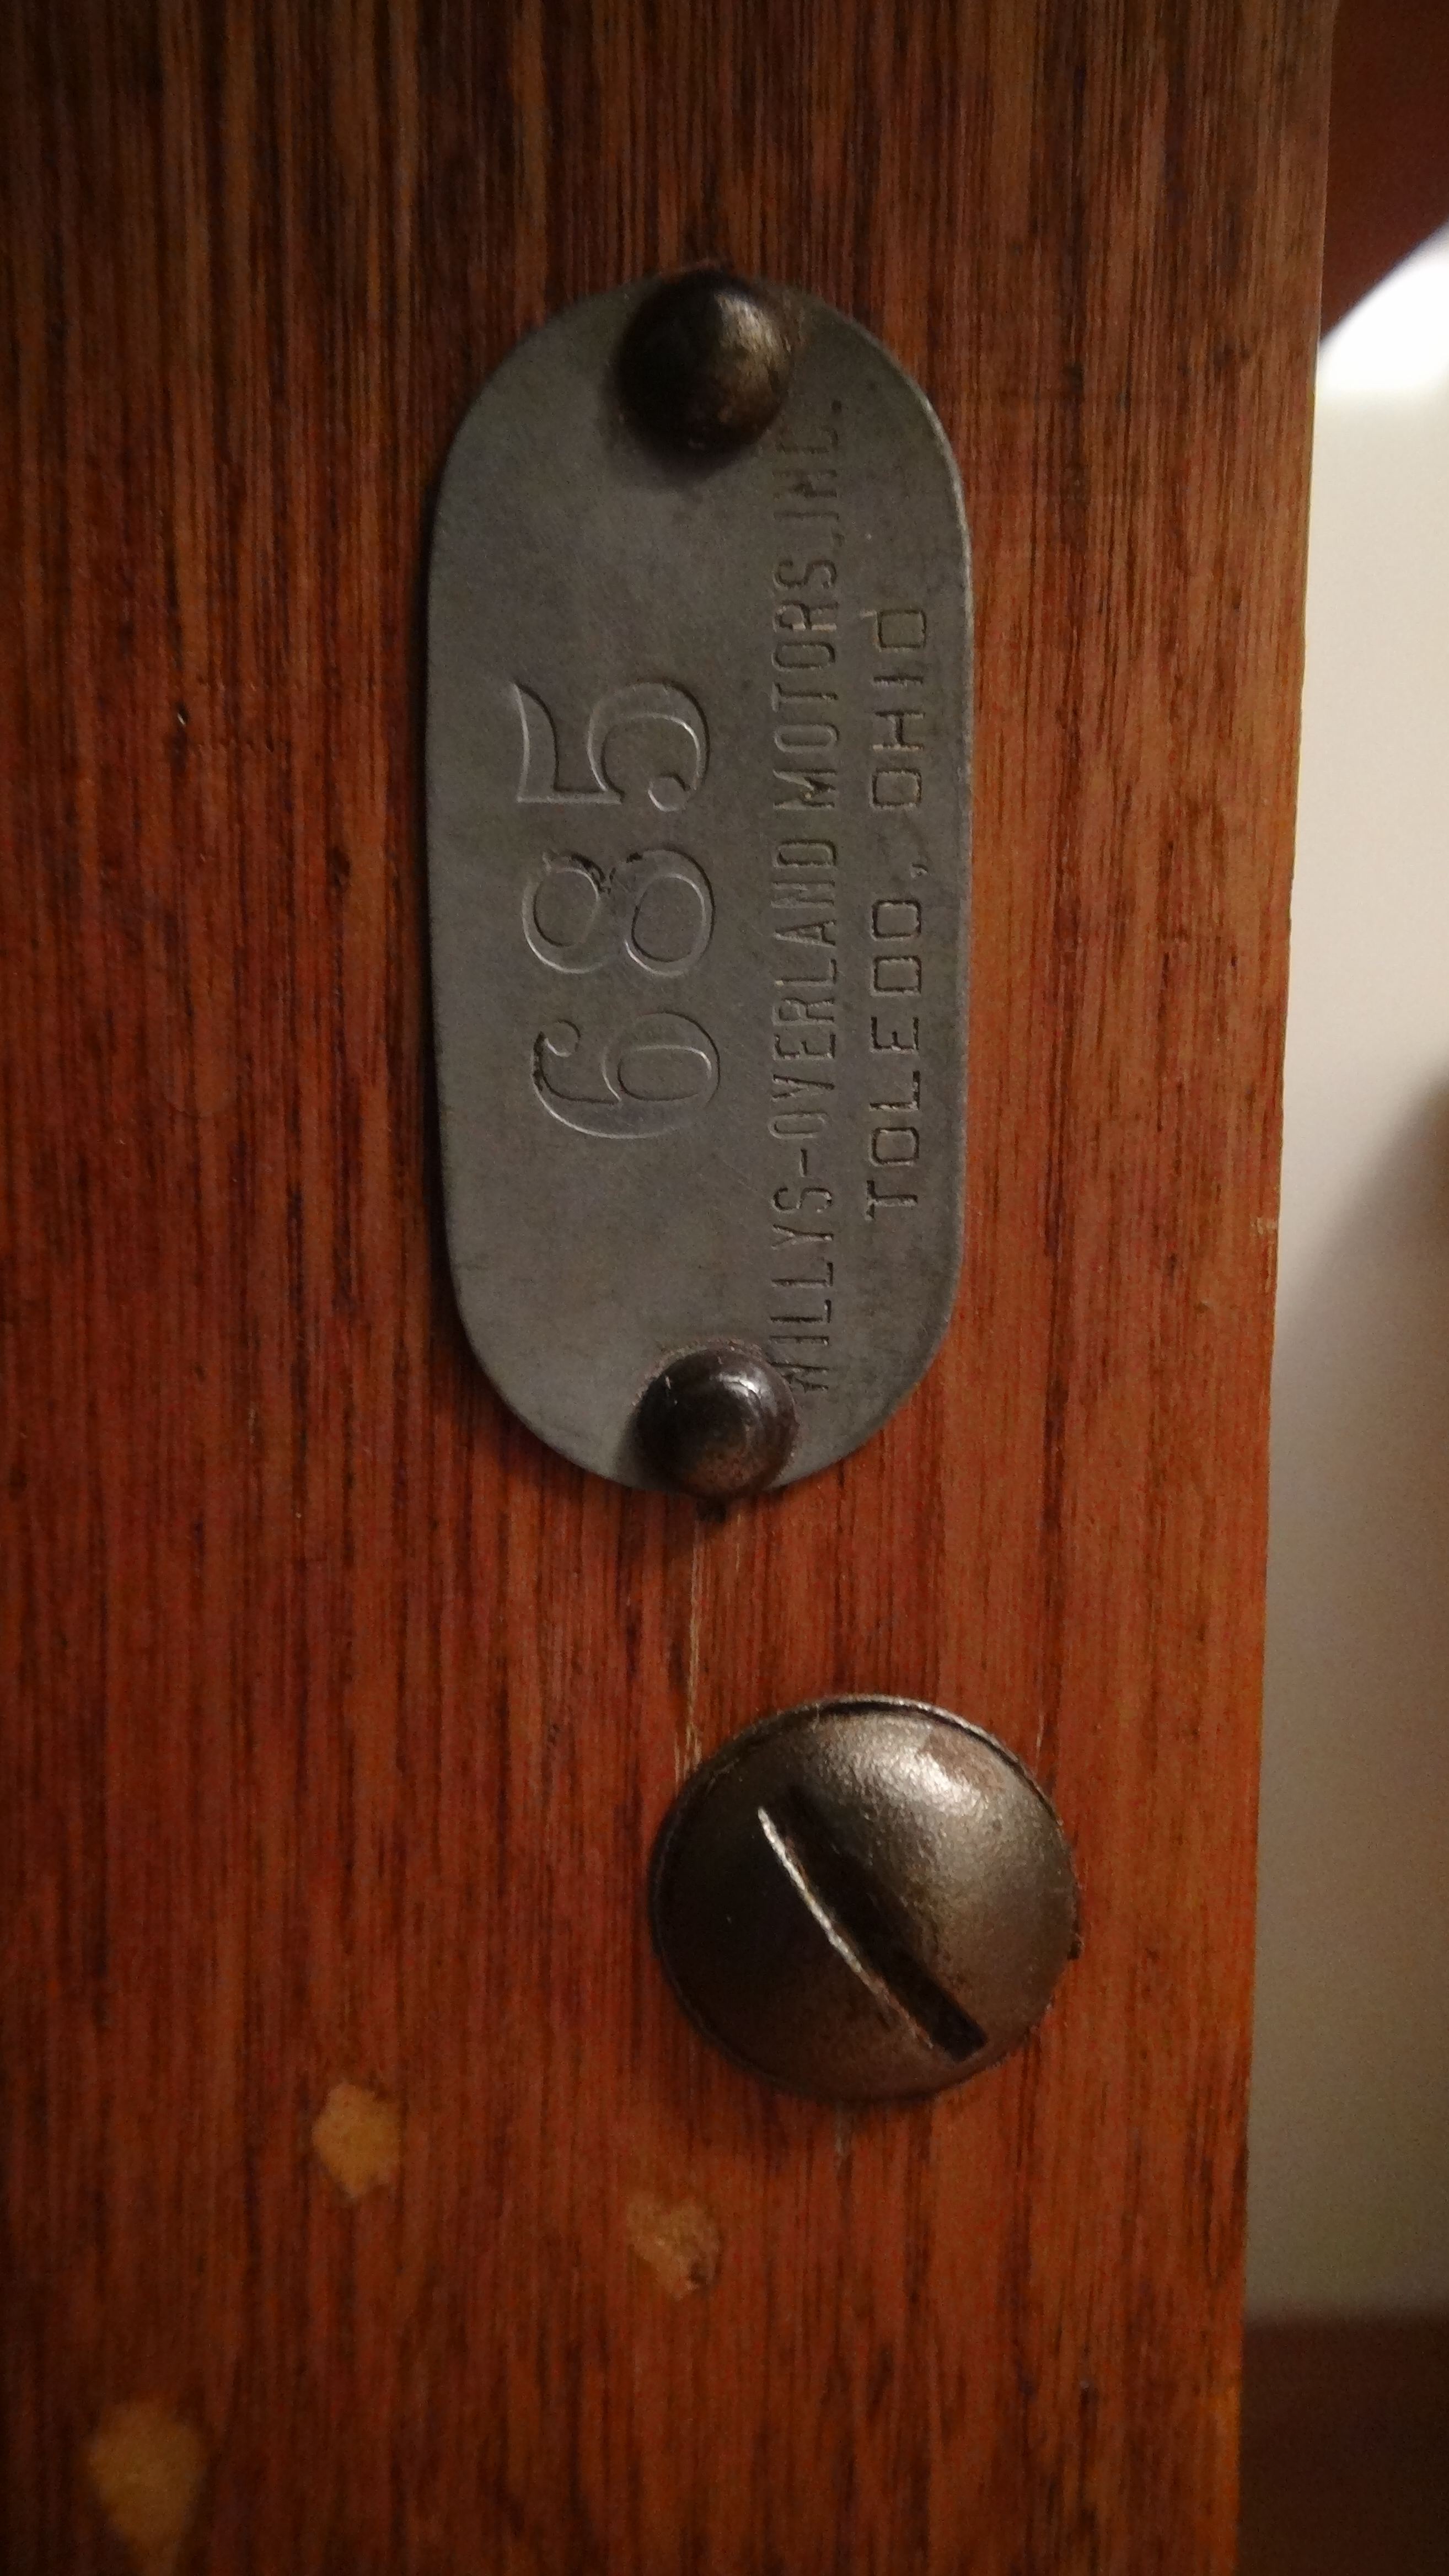 685
WILLYS-OVERLAND MOTORS, INC.
TOLEDO, OHIO